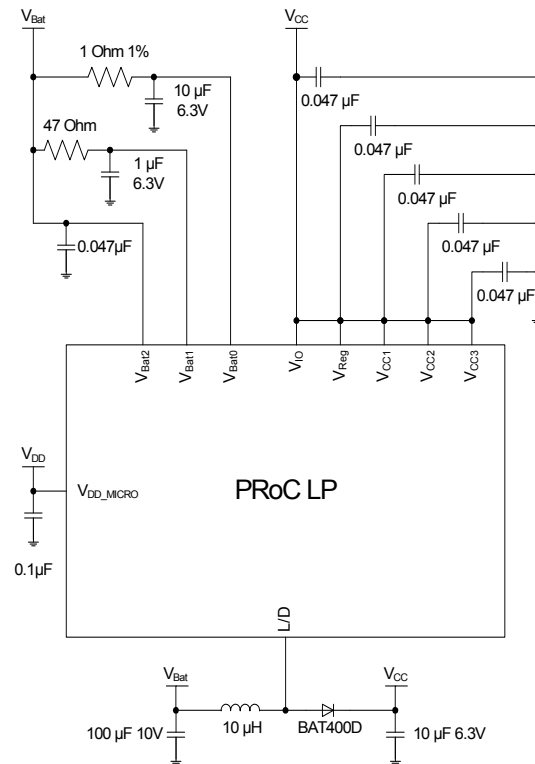 VBat
VCC
1 Ohm 1%
10 µF
6.3V
0.047 µF
47 Ohm
1 µF
6.3V
0.047 µF
0.047 µF
0.047µF
0.047 µF
0.047 µF
VBat2
VBat1
VBat0
VIO
VReg
VCC1
VCC2
VCC3
VDD
VDD_MICRO
PRoC LP
0.1µF
L/D
VBat
VCC
100 µF 10V
10 µH
BAT400D
10 µF 6.3V